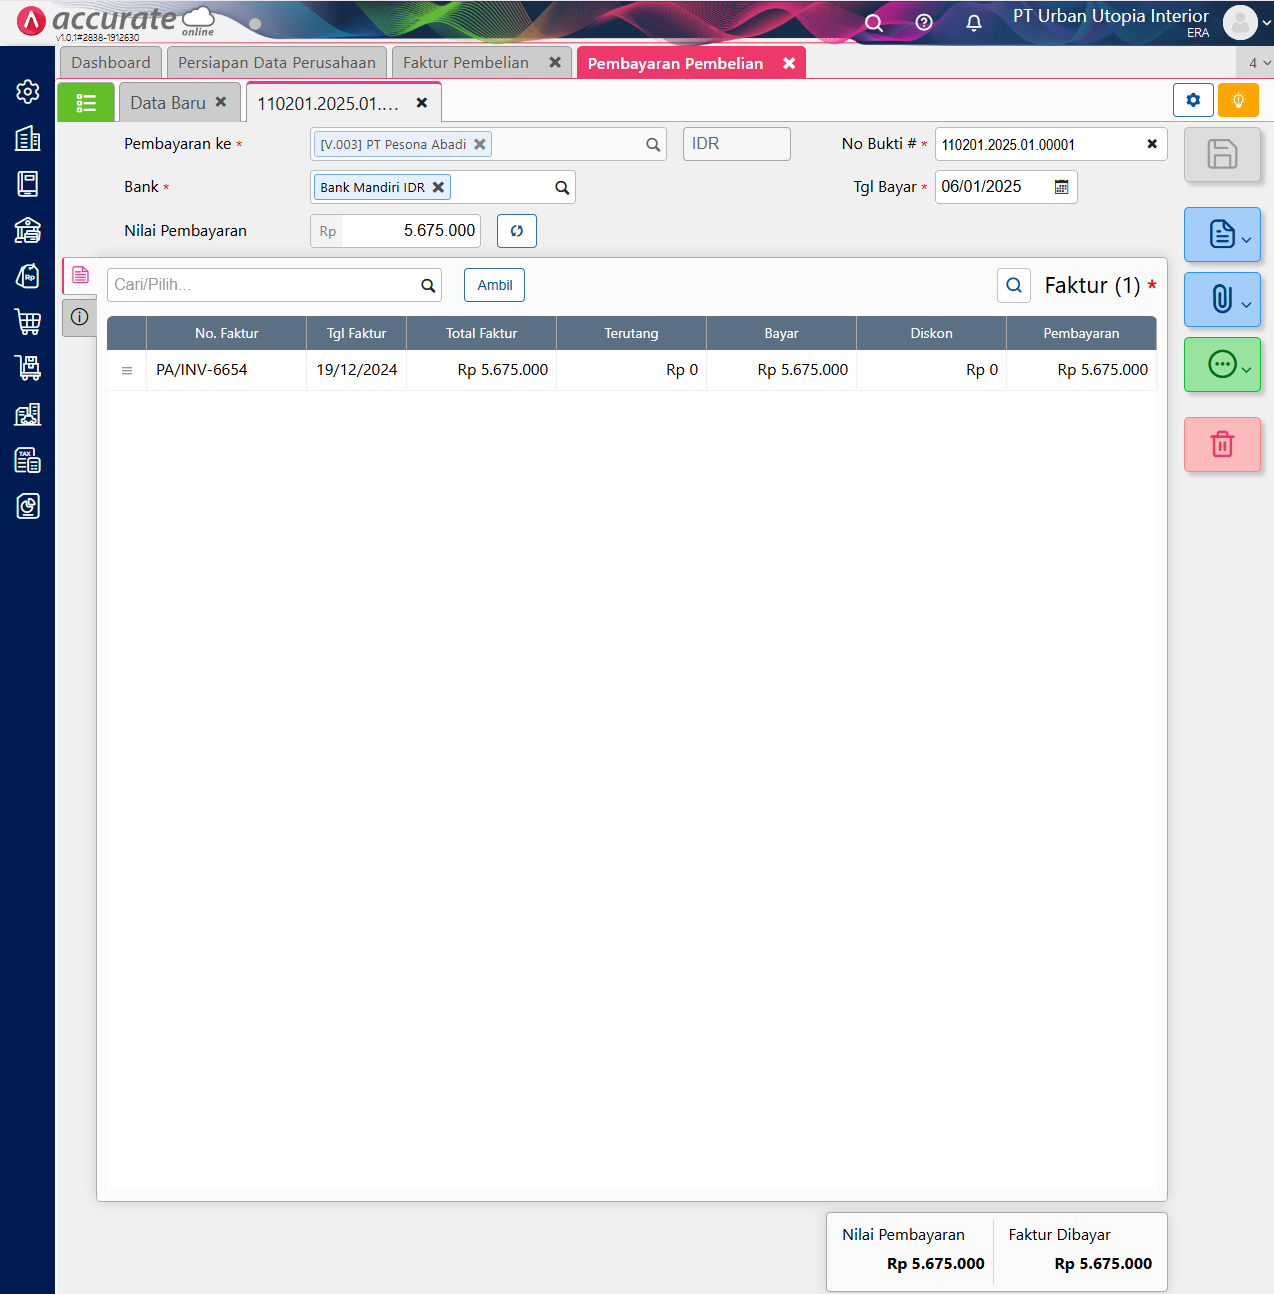 accurate
online
v1.0.1#2838-1912630
PT Urban Utopia Interior
ERA
Dashboard
Persiapan Data Perusahaan
Faktur Pembelian
Pembayaran Pembelian
4
Data Baru
110201.2025.01....
Pembayaran ke *
[V.003] PT Pesona Abadi
IDR
No Bukti # *
110201.2025.01.00001
Bank *
Bank Mandiri IDR
Tgl Bayar *
06/01/2025
Nilai Pembayaran
Rp
5.675.000
Cari/Pilih...
Ambil
Faktur (1) *
No. Faktur
Tgl Faktur
Total Faktur
Terutang
Bayar
Diskon
Pembayaran
PA/INV-6654
19/12/2024
Rp 5.675.000
Rp 0
Rp 5.675.000
Rp 0
Rp 5.675.000
Nilai Pembayaran
Rp 5.675.000
Faktur Dibayar
Rp 5.675.000
Rp
TAX